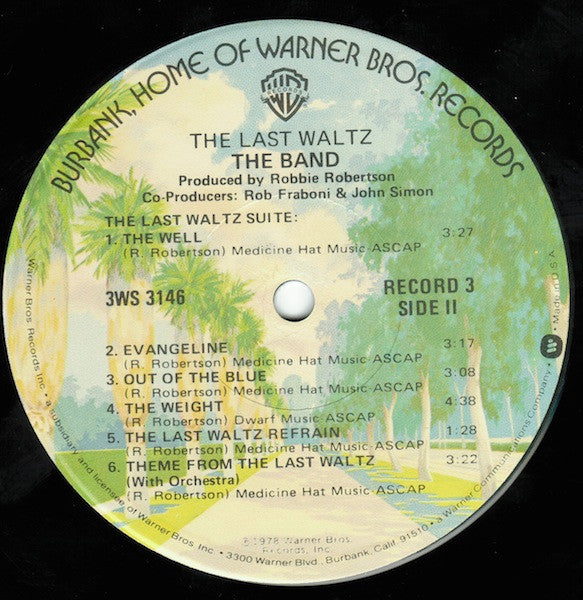 BURBANK, HOME OF WARNER BROS. RECORDS
WB
RECORDS
THE LAST WALTZ
THE BAND
Produced by Robbie Robertson
Co-Producers: Rob Fraboni & John Simon
THE LAST WALTZ SUITE:
1. THE WELL 3:27
(R. Robertson) Medicine Hat Music-ASCAP
3WS 3146
RECORD 3
SIDE II
2. EVANGELINE 3:17
(R. Robertson) Medicine Hat Music-ASCAP
3. OUT OF THE BLUE 3:08
(R. Robertson) Medicine Hat Music-ASCAP
4. THE WEIGHT 4:38
(R. Robertson) Dwarf Music-ASCAP
5. THE LAST WALTZ REFRAIN 1:28
(R. Robertson) Medicine Hat Music-ASCAP
6. THEME FROM THE LAST WALTZ 3:22
(With Orchestra)
(R. Robertson) Medicine Hat Music-ASCAP
℗1978 Warner Bros.
Records, Inc.
Warner Bros. Records Inc. • a subsidiary and licensee of Warner Bros. Inc. • 3300 Warner Blvd., Burbank, Calif. 91510 • a Warner Communications Company • Made in U.S.A.